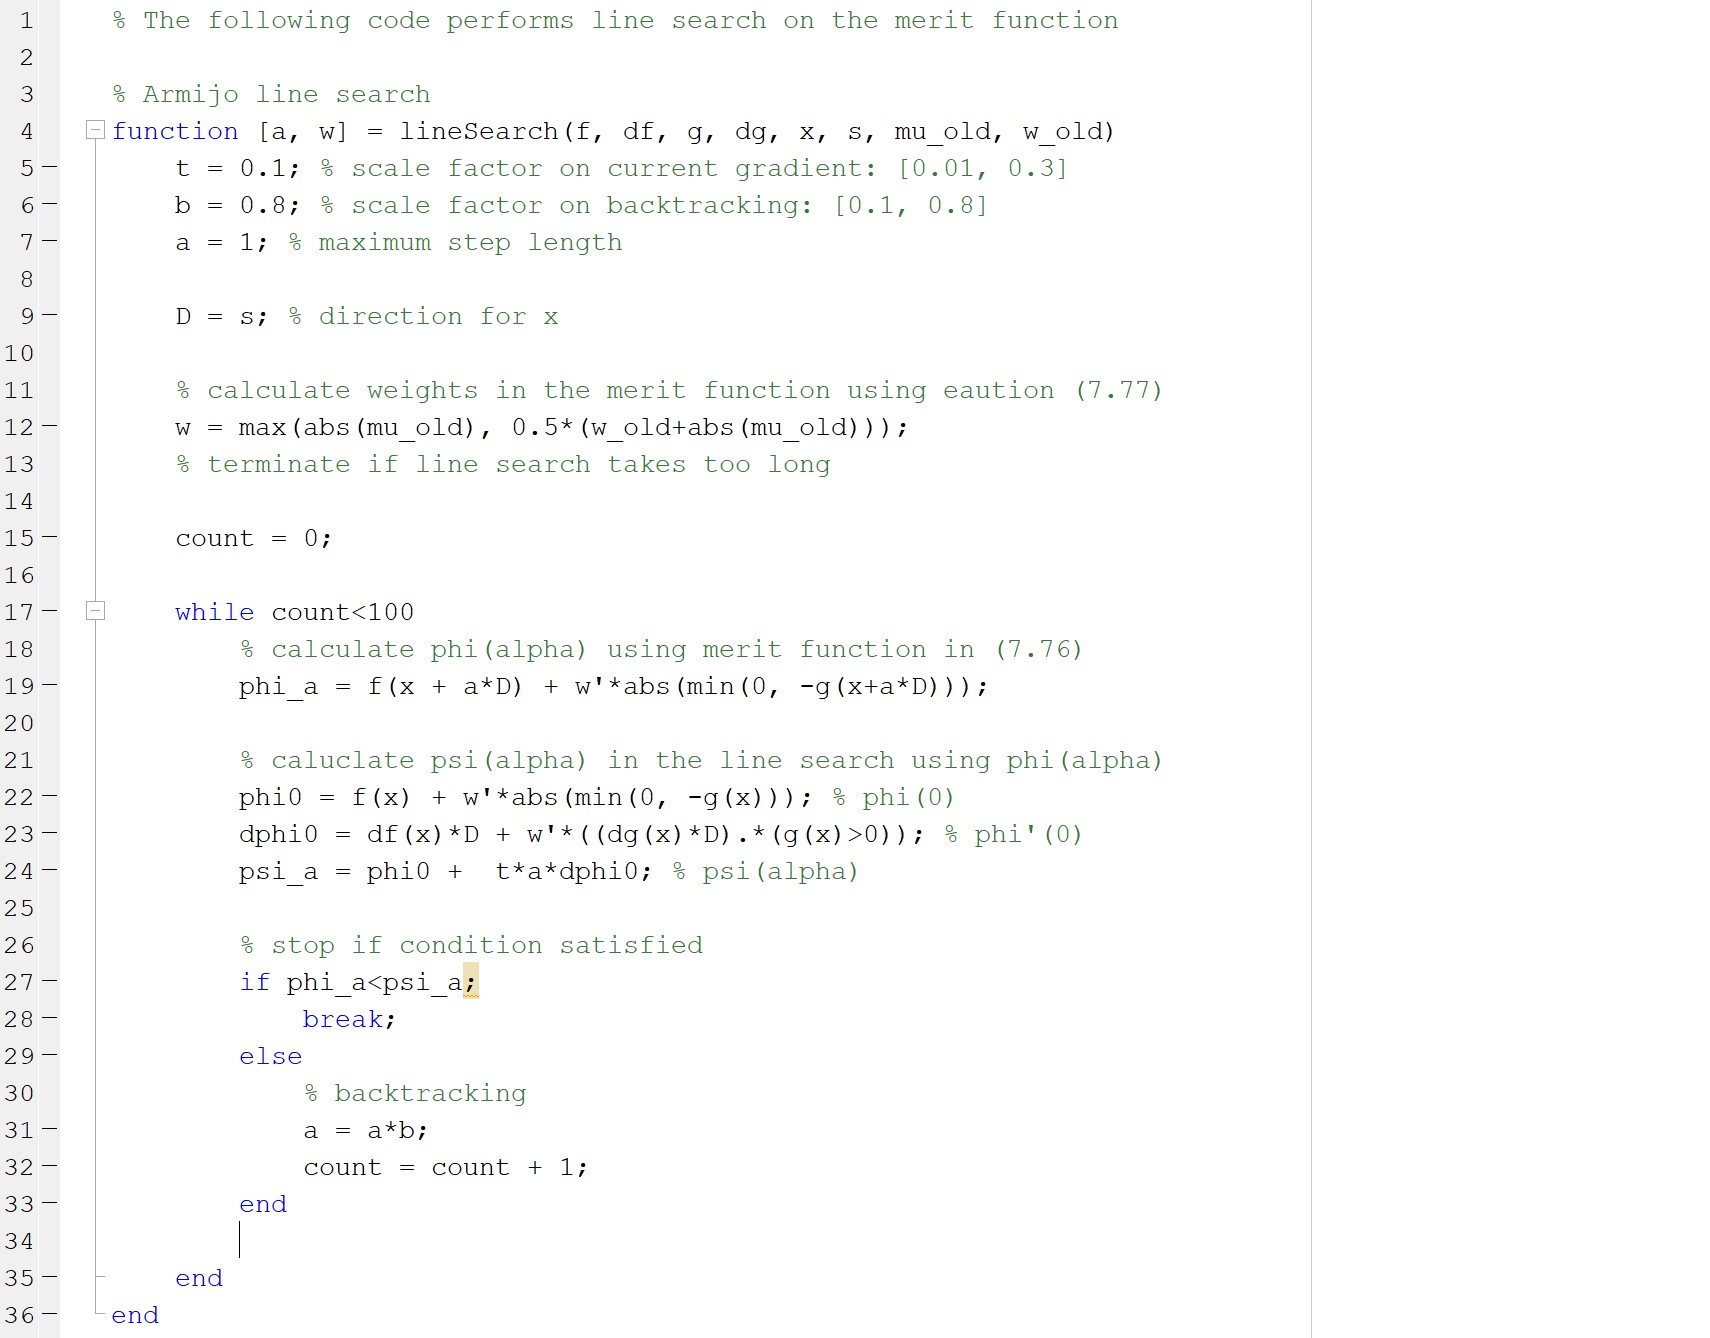 1 % The following code performs line search on the merit function
2
3 % Armijo line search
4 function [a, w] = lineSearch(f, df, g, dg, x, s, mu_old, w_old)
5 t = 0.1; % scale factor on current gradient: [0.01, 0.3]
6 b = 0.8; % scale factor on backtracking: [0.1, 0.8]
7 a = 1; % maximum step length
8
9 D = s; % direction for x
10
11 % calculate weights in the merit function using eaution (7.77)
12 w = max(abs(mu_old), 0.5*(w_old+abs(mu_old)));
13 % terminate if line search takes too long
14
15 count = 0;
16
17 while count<100
18 % calculate phi(alpha) using merit function in (7.76)
19 phi_a = f(x + a*D) + w'*abs(min(0, -g(x+a*D)));
20
21 % caluclate psi(alpha) in the line search using phi(alpha)
22 phi0 = f(x) + w'*abs(min(0, -g(x))); % phi(0)
23 dphi0 = df(x)*D + w'*((dg(x)*D).*(g(x)>0)); % phi'(0)
24 psi_a = phi0 +  t*a*dphi0; % psi(alpha)
25
26 % stop if condition satisfied
27 if phi_a<psi_a;
28 break;
29 else
30 % backtracking
31 a = a*b;
32 count = count + 1;
33 end
34
35 end
36 end